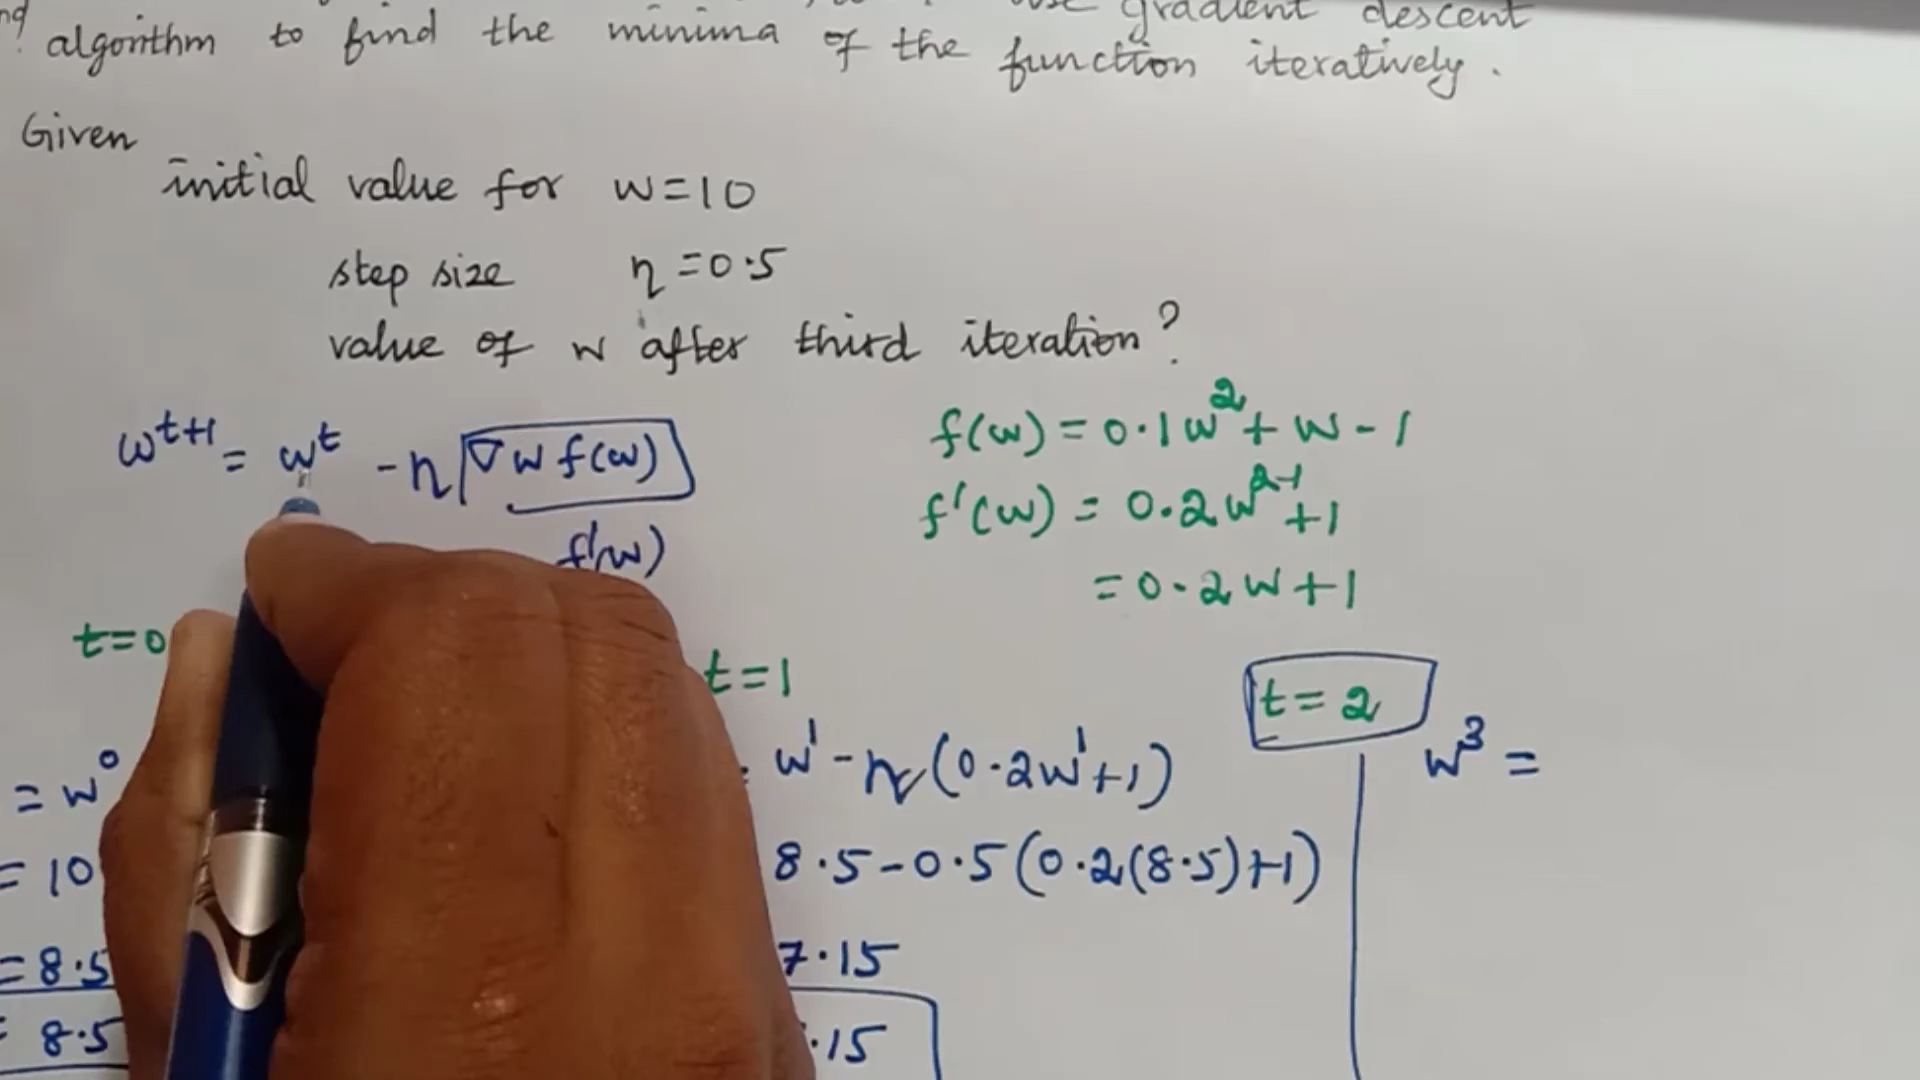 gradient descent
algorithm to find the minima of the function iteratively.
Given
initial value for w=10
step size η=0.5
value of w after third iteration?
w^{t+1} = w^t - η ∇w f(w)
f'(w)
f(w) = 0.1w^2 + w - 1
f'(w) = 0.2w^{2-1} + 1
= 0.2w + 1
t=0
= w^0
= 10
= 8.5
= 8.5
t=1
w^1 - η(0.2w^1+1)
8.5 - 0.5(0.2(8.5)+1)
7.15
.15
t = 2
w^3 =